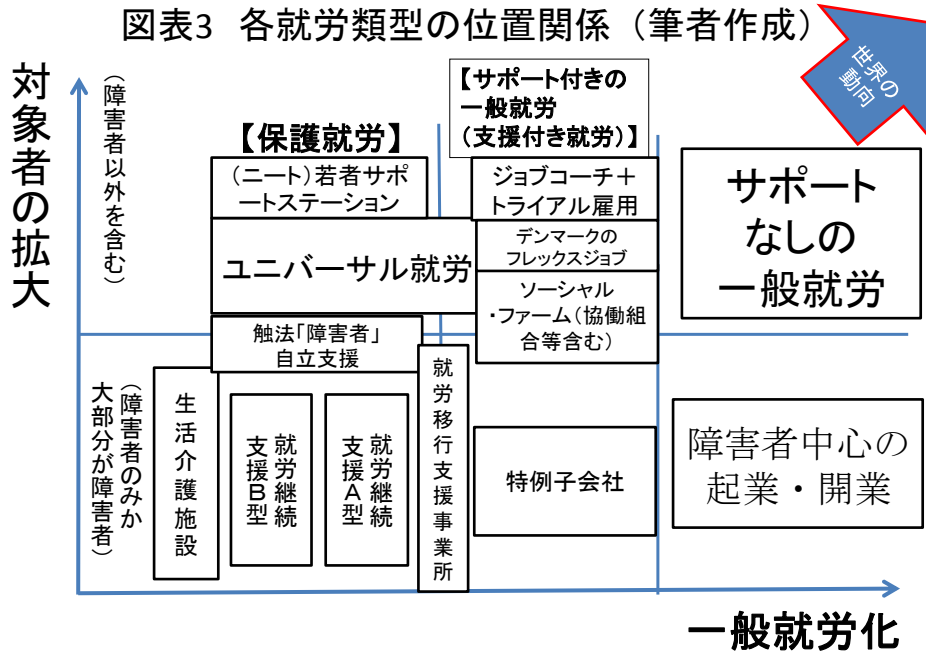 図表3 各就労類型の位置関係（筆者作成）
世界の
動向
対象者の拡大
（障害者以外を含む）
【サポート付きの
一般就労
（支援付き就労）】
【保護就労】
（ニート）若者サポ
ートステーション
ジョブコーチ＋
トライアル雇用
サポート
なしの
一般就労
ユニバーサル就労
デンマークの
フレックスジョブ
ソーシャル
・ファーム（協働組
合等含む）
触法「障害者」
自立支援
（障害者のみか
大部分が障害者）
生活介護施設
就労継続
支援Ｂ型
就労継続
支援Ａ型
就労移行支援事業所
特例子会社
障害者中心の
起業・開業
一般就労化